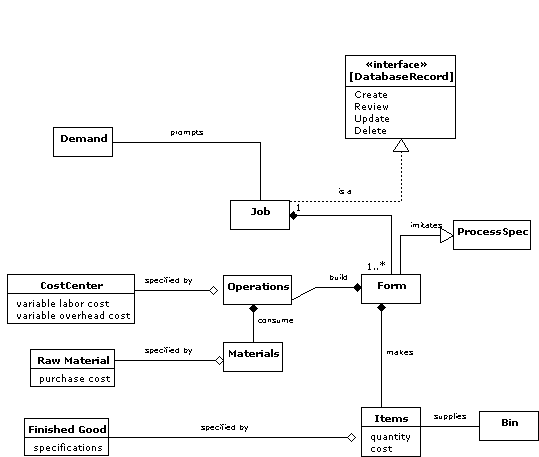 «interface»
[DatabaseRecord]
Create
Review
Update
Delete
Demand
prompts
is a
Job
1
imitates
ProcessSpec
1..*
CostCenter
variable labor cost
variable overhead cost
specified by
Operations
build
Form
consume
Raw Material
purchase cost
specified by
Materials
makes
Finished Good
specifications
specified by
Items
quantity
cost
supplies
Bin